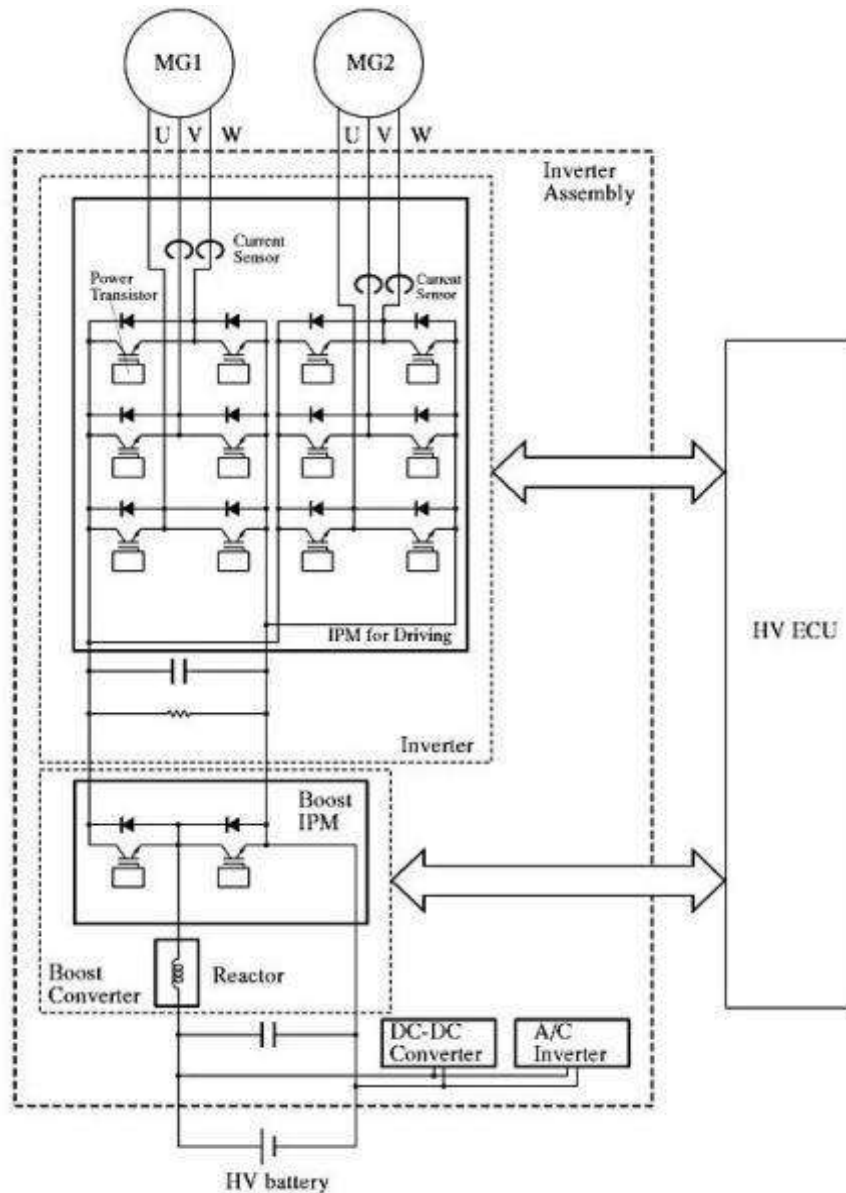 MG1
MG2
U V W
U V W
Inverter
Assembly
Current
Sensor
Power
Transistor
Current
Sensor
IPM for Driving
HV ECU
Inverter
Boost
IPM
Boost
Converter
Reactor
DC-DC
Converter
A/C
Inverter
HV battery